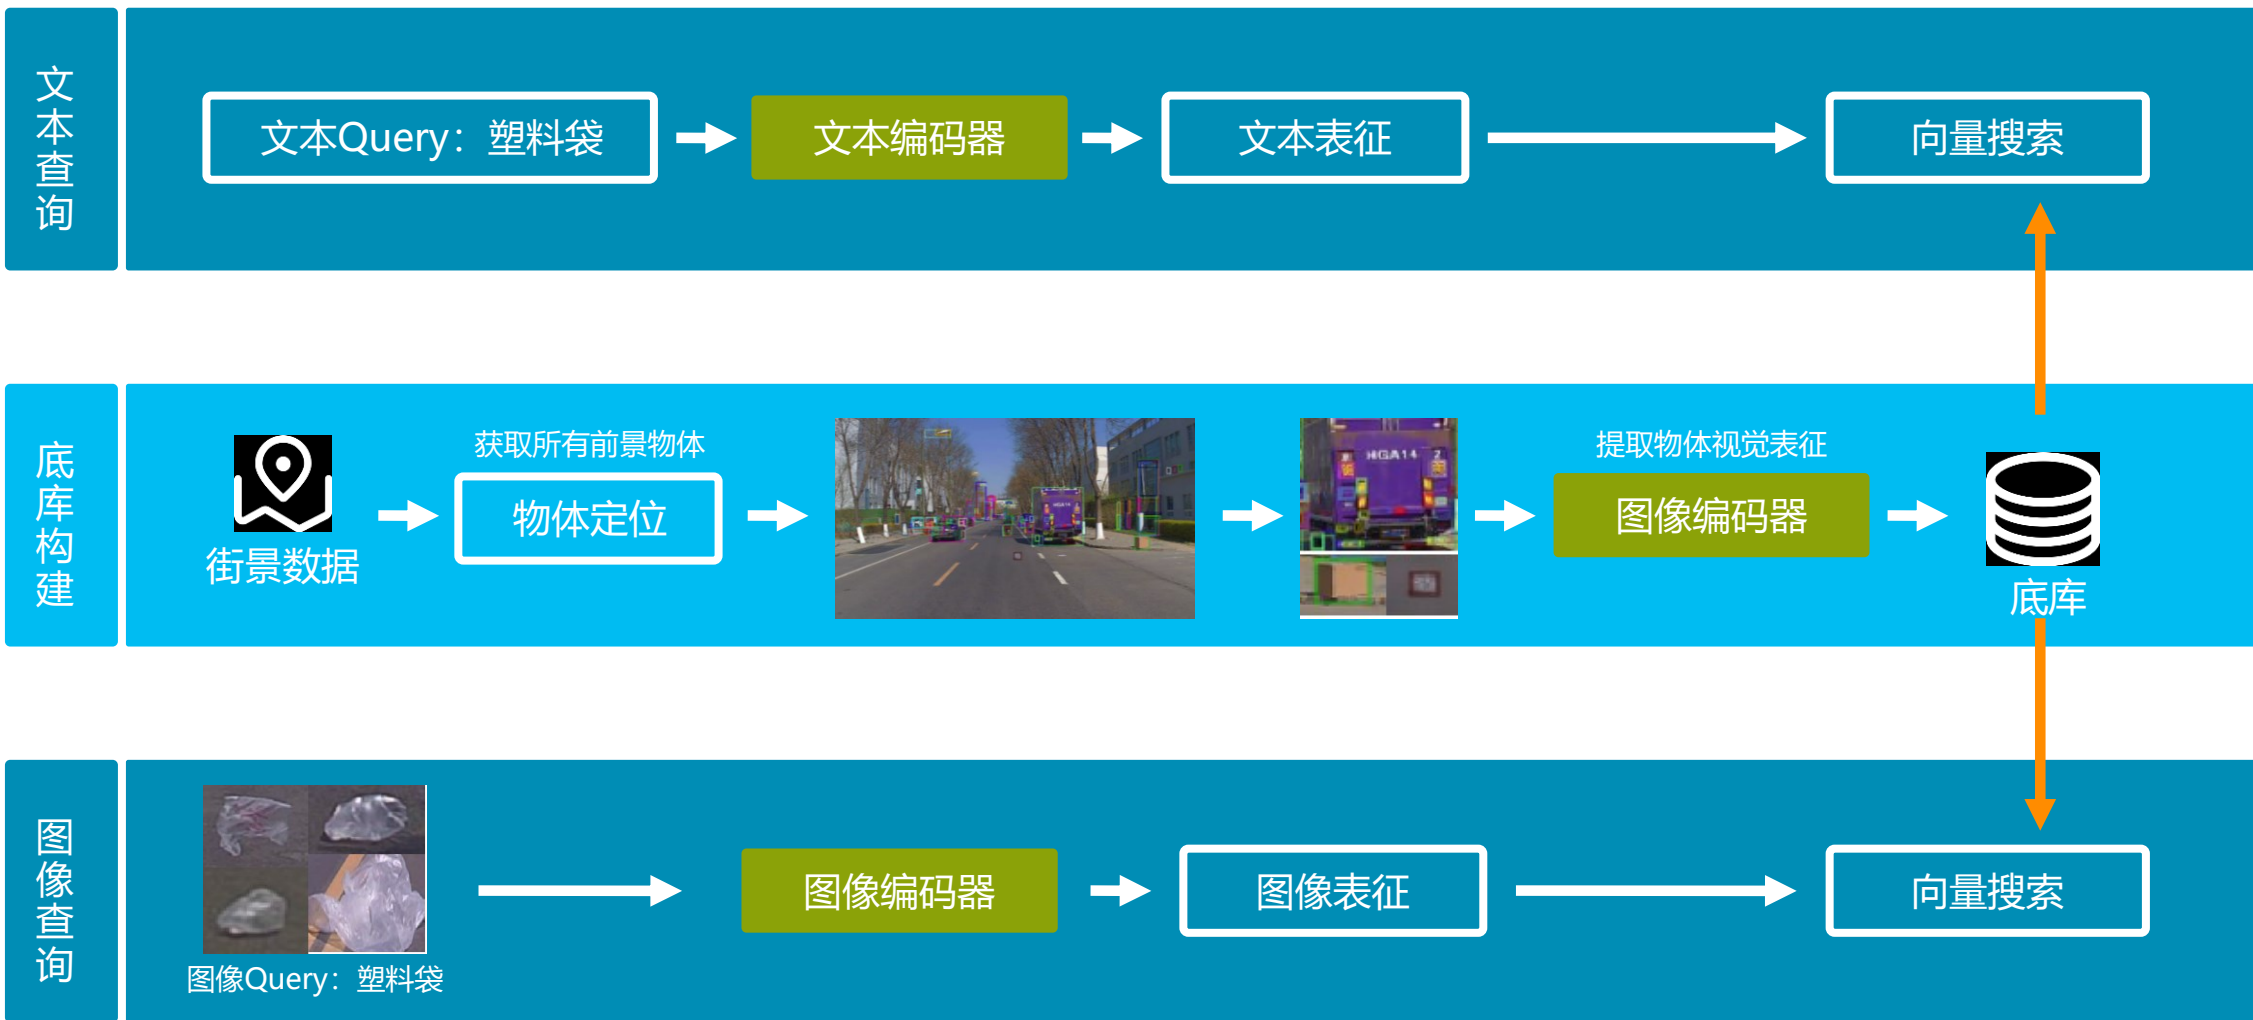 文本查询
文本Query：塑料袋
文本编码器
文本表征
向量搜索
底库构建
街景数据
获取所有前景物体
物体定位
HGA14
提取物体视觉表征
图像编码器
底库
图像查询
图像Query：塑料袋
图像编码器
图像表征
向量搜索